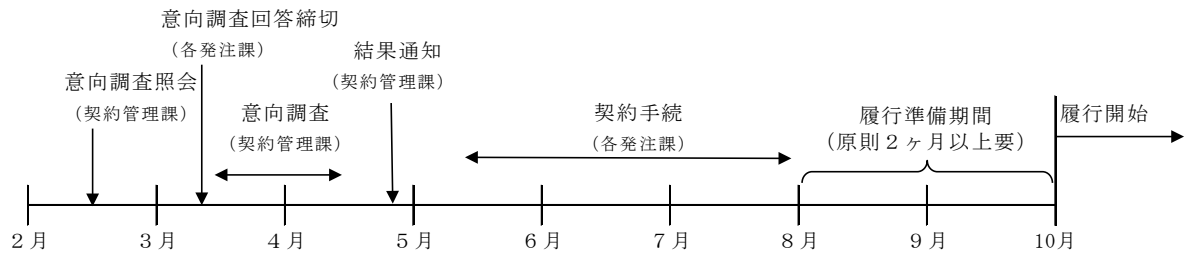 意向調査回答締切
（各発注課）
結果通知
（契約管理課）
意向調査照会
（契約管理課）
意向調査
（契約管理課）
契約手続
（各発注課）
履行準備期間
（原則２ヶ月以上要）
履行開始
２月 ３月 ４月 ５月 ６月 ７月 ８月 ９月 10月